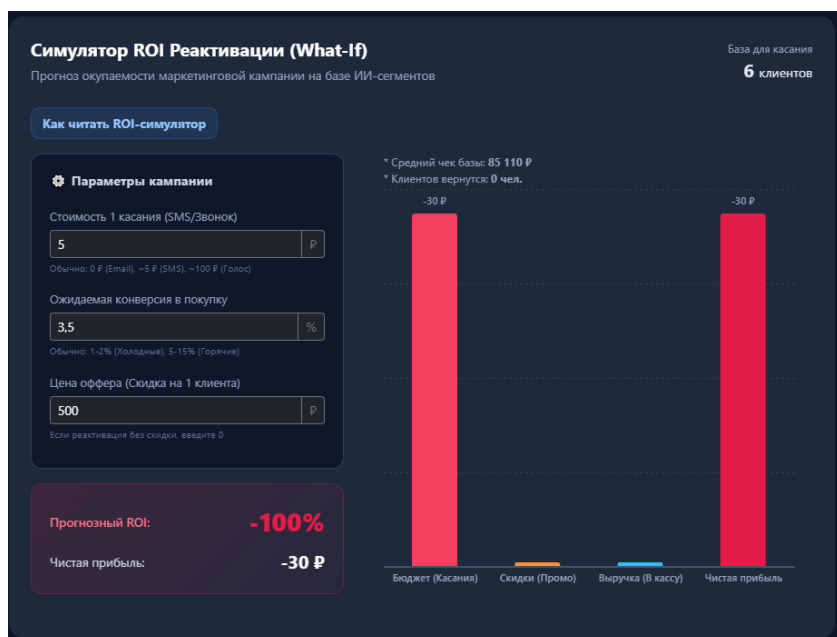 Симулятор ROI Реактивации (What-If)
Прогноз окупаемости маркетинговой кампании на базе ИИ-сегментов
База для касания
6 клиентов
Как читать ROI-симулятор
Параметры кампании
Стоимость 1 касания (SMS/Звонок)
5 ₽
Обычно: 0 ₽ (Email), ~5 ₽ (SMS), ~100 ₽ (Голос)
Ожидаемая конверсия в покупку
3,5 %
Обычно: 1-2% (Холодные), 5-15% (Горячие)
Цена оффера (Скидка на 1 клиента)
500 ₽
Если реактивация без скидки, введите 0
Прогнозный ROI: -100%
Чистая прибыль: -30 ₽
* Средний чек базы: 85 110 ₽
* Клиентов вернутся: 0 чел.
-30 ₽ -30 ₽
Бюджет (Касания) Скидки (Промо) Выручка (В кассу) Чистая прибыль